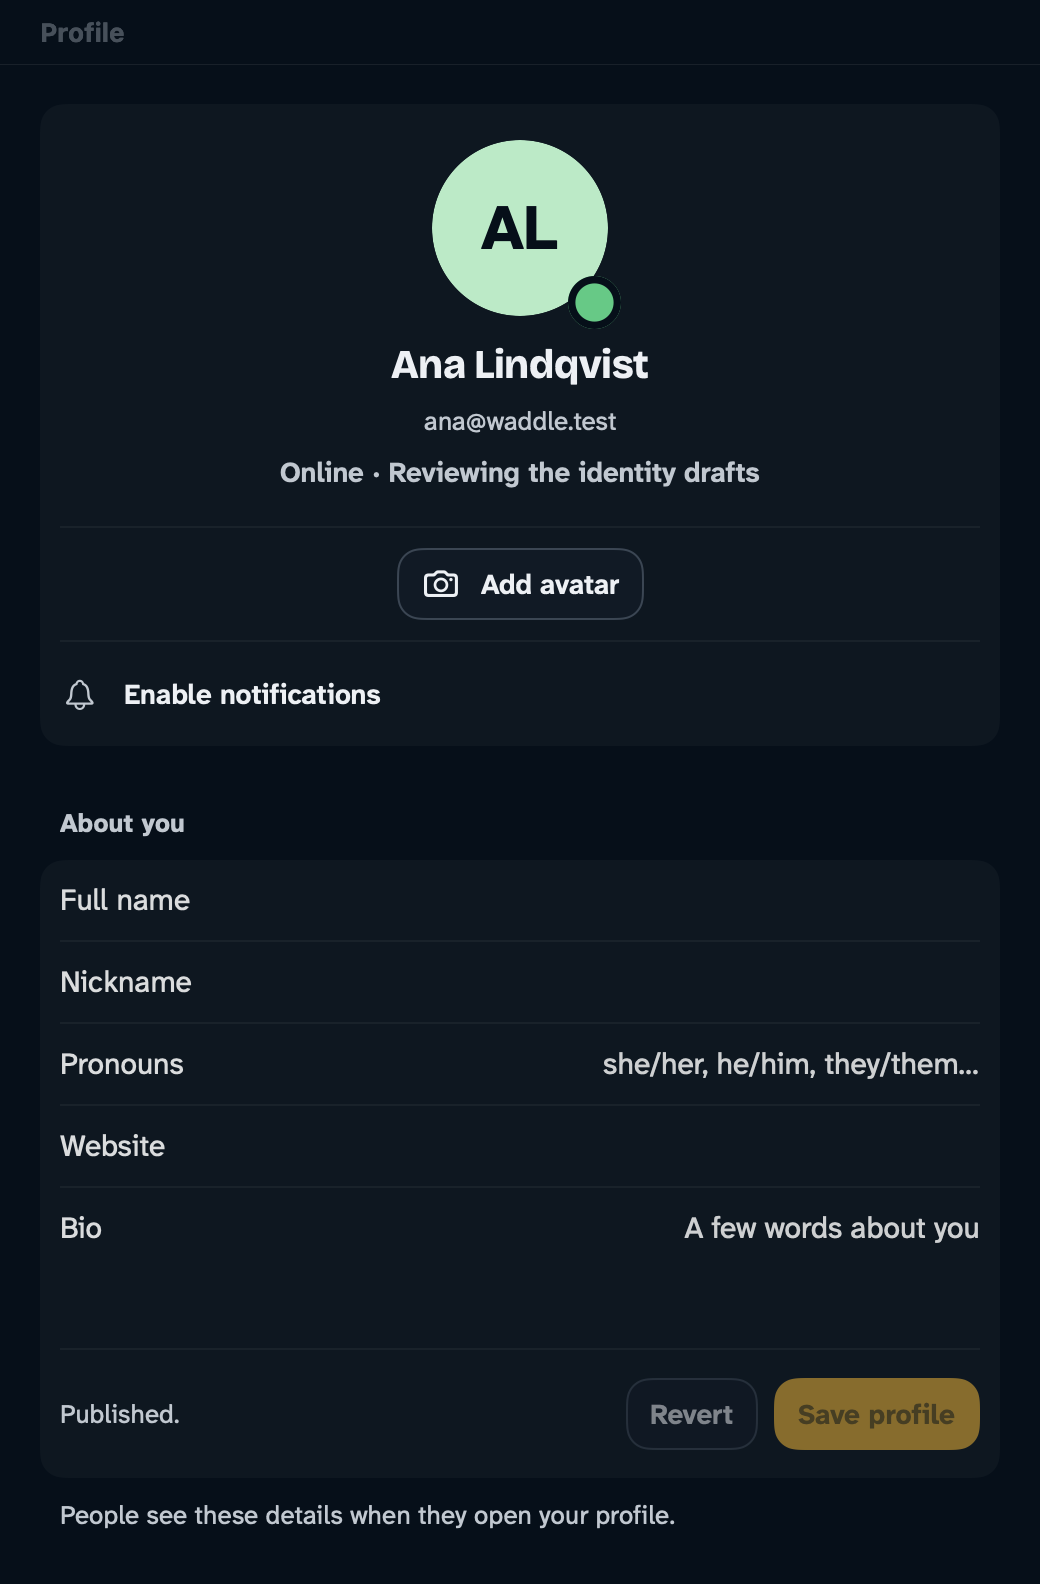 Profile
AL
Ana Lindqvist
ana@waddle.test
Online · Reviewing the identity drafts
Add avatar
Enable notifications
About you
Full name
Nickname
Pronouns she/her, he/him, they/them...
Website
Bio A few words about you
Published. Revert Save profile
People see these details when they open your profile.